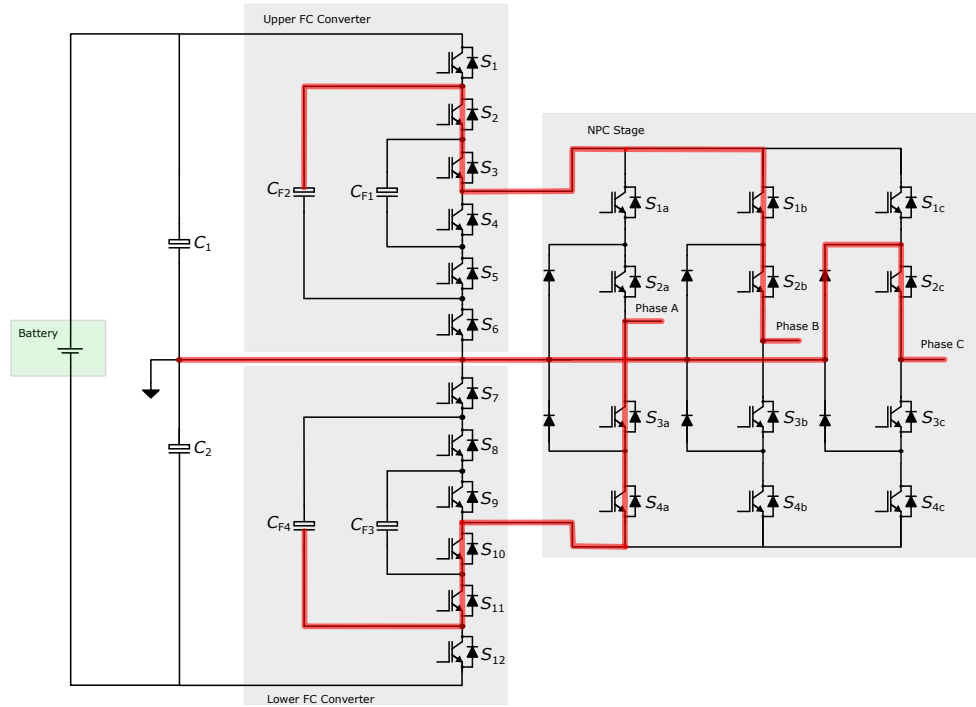 Upper FC Converter
S1
S2
NPC Stage
S3
CF2
CF1
S1a
S1b
S1c
S4
C1
S5
S2a
S2b
S2c
Phase A
S6
Battery
Phase B
Phase C
S7
S8
S3a
S3b
S3c
C2
S9
S4a
S4b
S4c
CF4
CF3
S10
S11
S12
Lower FC Converter